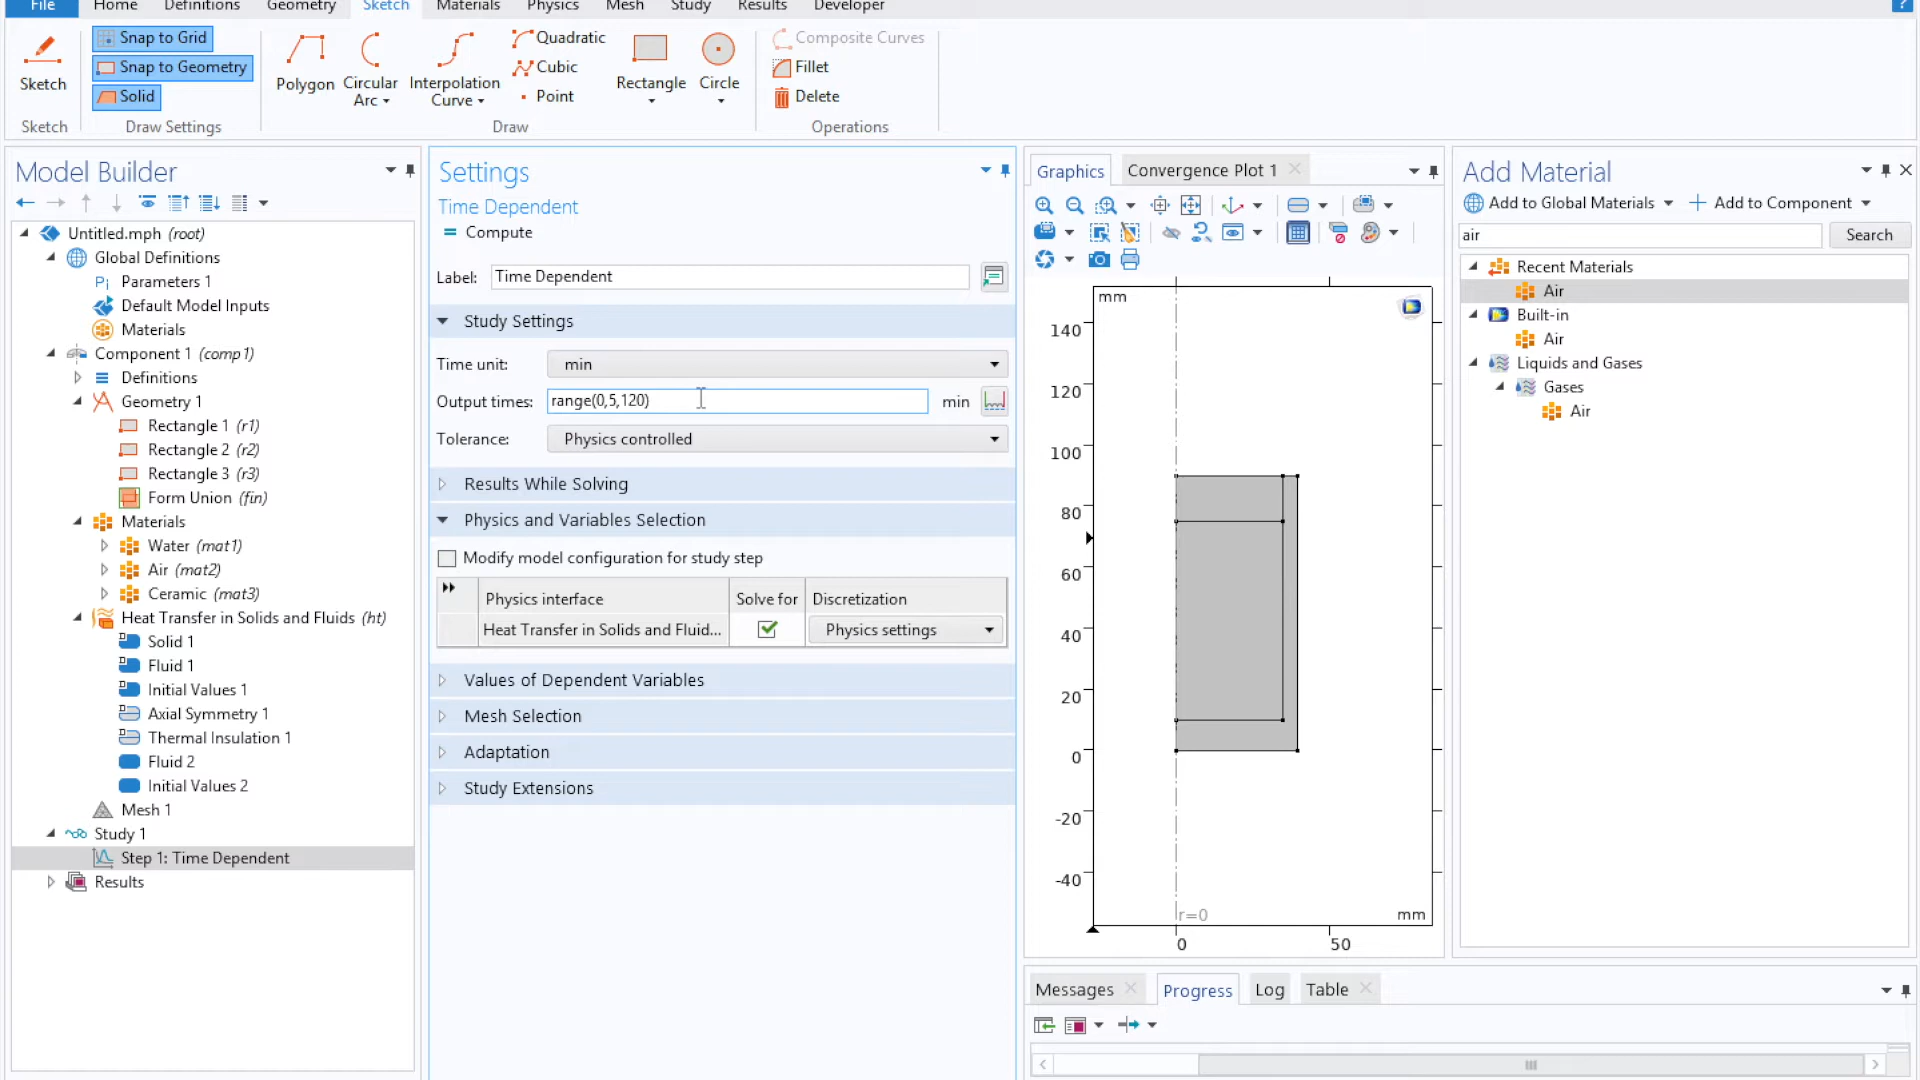 File Home Definitions Geometry Sketch Materials Physics Mesh Study Results Developer ?
Sketch
Snap to Grid
Snap to Geometry
Solid
Polygon
Circular Arc
Interpolation Curve
Quadratic
Cubic
Point
Rectangle
Circle
Composite Curves
Fillet
Delete
Sketch
Draw Settings
Draw
Operations
Model Builder
Untitled.mph (root)
Global Definitions
Pi Parameters 1
Default Model Inputs
Materials
Component 1 (comp1)
Definitions
Geometry 1
Rectangle 1 (r1)
Rectangle 2 (r2)
Rectangle 3 (r3)
Form Union (fin)
Materials
Water (mat1)
Air (mat2)
Ceramic (mat3)
Heat Transfer in Solids and Fluids (ht)
D Solid 1
D Fluid 1
D Initial Values 1
D Axial Symmetry 1
D Thermal Insulation 1
Fluid 2
Initial Values 2
Mesh 1
Study 1
Step 1: Time Dependent
Results
Settings
Time Dependent
= Compute
Label: Time Dependent
Study Settings
Time unit: min
Output times: range(0,5,120) min
Tolerance: Physics controlled
Results While Solving
Physics and Variables Selection
Modify model configuration for study step
Physics interface Solve for Discretization
Heat Transfer in Solids and Fluid... Physics settings
Values of Dependent Variables
Mesh Selection
Adaptation
Study Extensions
Graphics Convergence Plot 1
mm
140
120
100
80
60
40
20
0
-20
-40
r=0 mm
0 50
Messages Progress Log Table
Add Material
Add to Global Materials + Add to Component
air Search
Recent Materials
Air
Built-in
Air
Liquids and Gases
Gases
Air